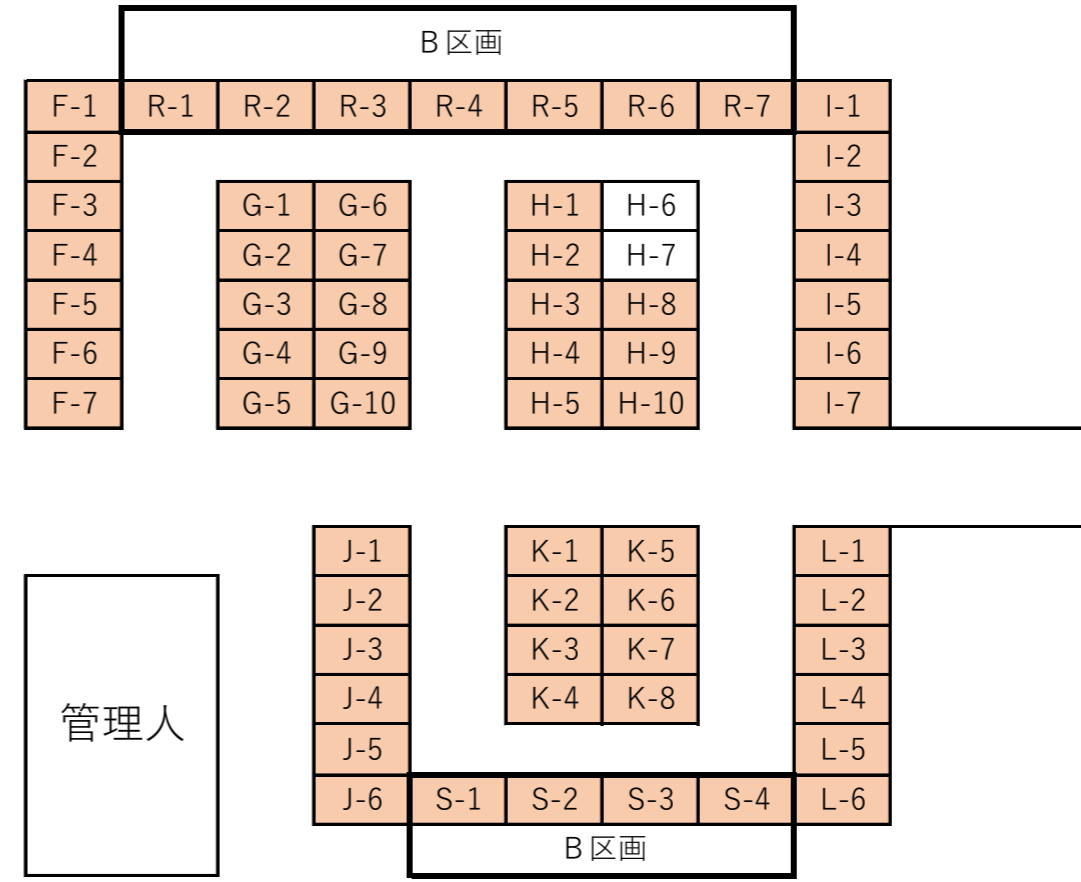 B区画
F-1 R-1 R-2 R-3 R-4 R-5 R-6 R-7 I-1
F-2 I-2
F-3 G-1 G-6 H-1 H-6 I-3
F-4 G-2 G-7 H-2 H-7 I-4
F-5 G-3 G-8 H-3 H-8 I-5
F-6 G-4 G-9 H-4 H-9 I-6
F-7 G-5 G-10 H-5 H-10 I-7
J-1 K-1 K-5 L-1
J-2 K-2 K-6 L-2
J-3 K-3 K-7 L-3
管理人 J-4 K-4 K-8 L-4
J-5 L-5
J-6 S-1 S-2 S-3 S-4 L-6
B区画